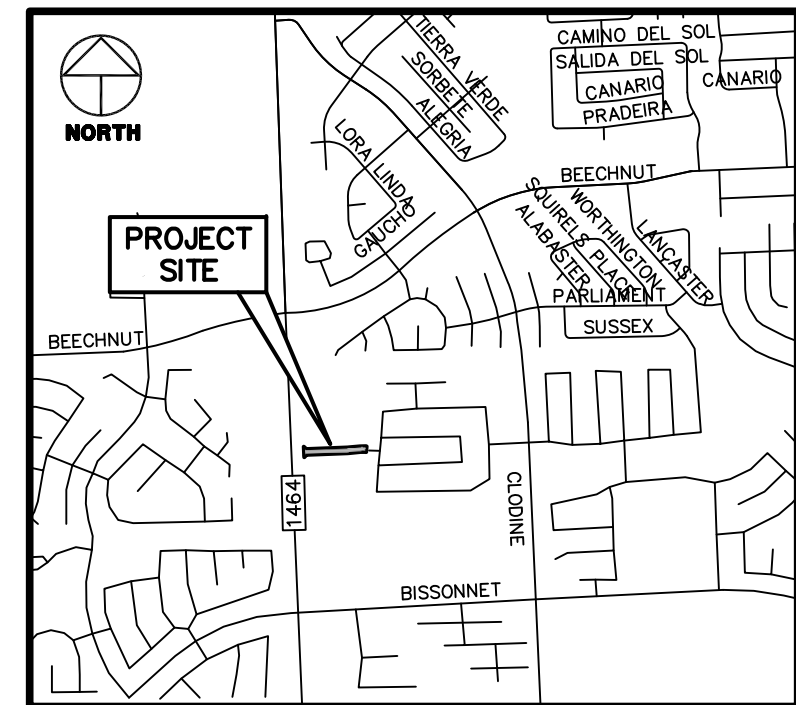 NORTH
TIERRA VERDE
SORBETE
ALEGRIA
CAMINO DEL SOL
SALIDA DEL SOL
CANARIO
CANARIO
PRADEIRA
LORA LINDA
GAUCHO
BEECHNUT
SQUIRELS PLACE
WORTHINGTON
LANCASTER
ALABASTER
PROJECT
SITE
PARLIAMENT
SUSSEX
BEECHNUT
1464
CLODINE
BISSONNET